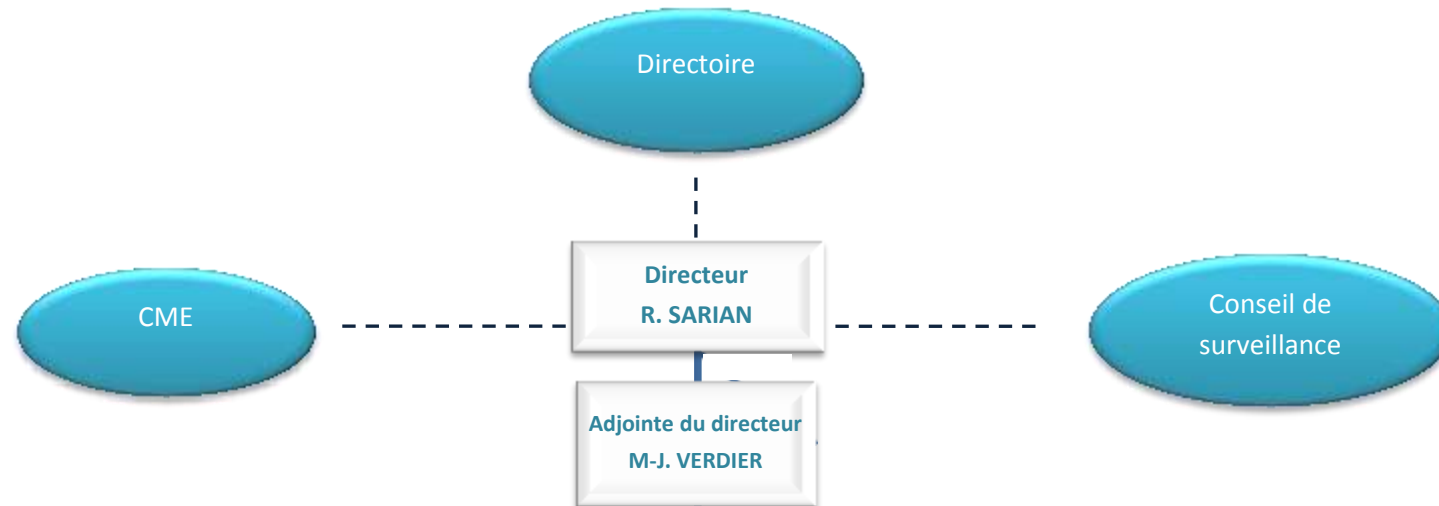 Directoire
Directeur
R. SARIAN
CME
Conseil de
surveillance
Adjointe du directeur
M-J. VERDIER